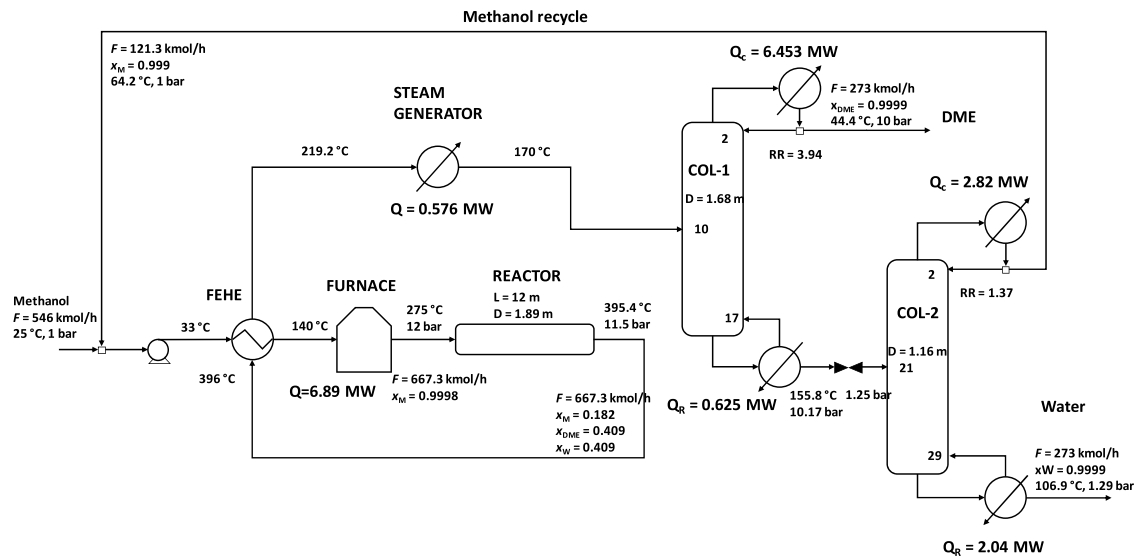 Methanol recycle
F = 121.3 kmol/h
xM = 0.999
64.2 °C, 1 bar
Qc = 6.453 MW
F = 273 kmol/h
xDME = 0.9999
44.4 °C, 10 bar
DME
STEAM
GENERATOR
219.2 °C
170 °C
Q = 0.576 MW
2
RR = 3.94
COL-1
D = 1.68 m
10
17
Qc = 2.82 MW
2
RR = 1.37
COL-2
D = 1.16 m
21
29
Methanol
F = 546 kmol/h
25 °C, 1 bar
33 °C
FEHE
396 °C
140 °C
FURNACE
Q=6.89 MW
275 °C
12 bar
F = 667.3 kmol/h
xM = 0.9998
REACTOR
L = 12 m
D = 1.89 m
395.4 °C
11.5 bar
F = 667.3 kmol/h
xM = 0.182
xDME = 0.409
xW = 0.409
QR = 0.625 MW
155.8 °C
10.17 bar
1.25 bar
Water
F = 273 kmol/h
xW = 0.9999
106.9 °C, 1.29 bar
QR = 2.04 MW